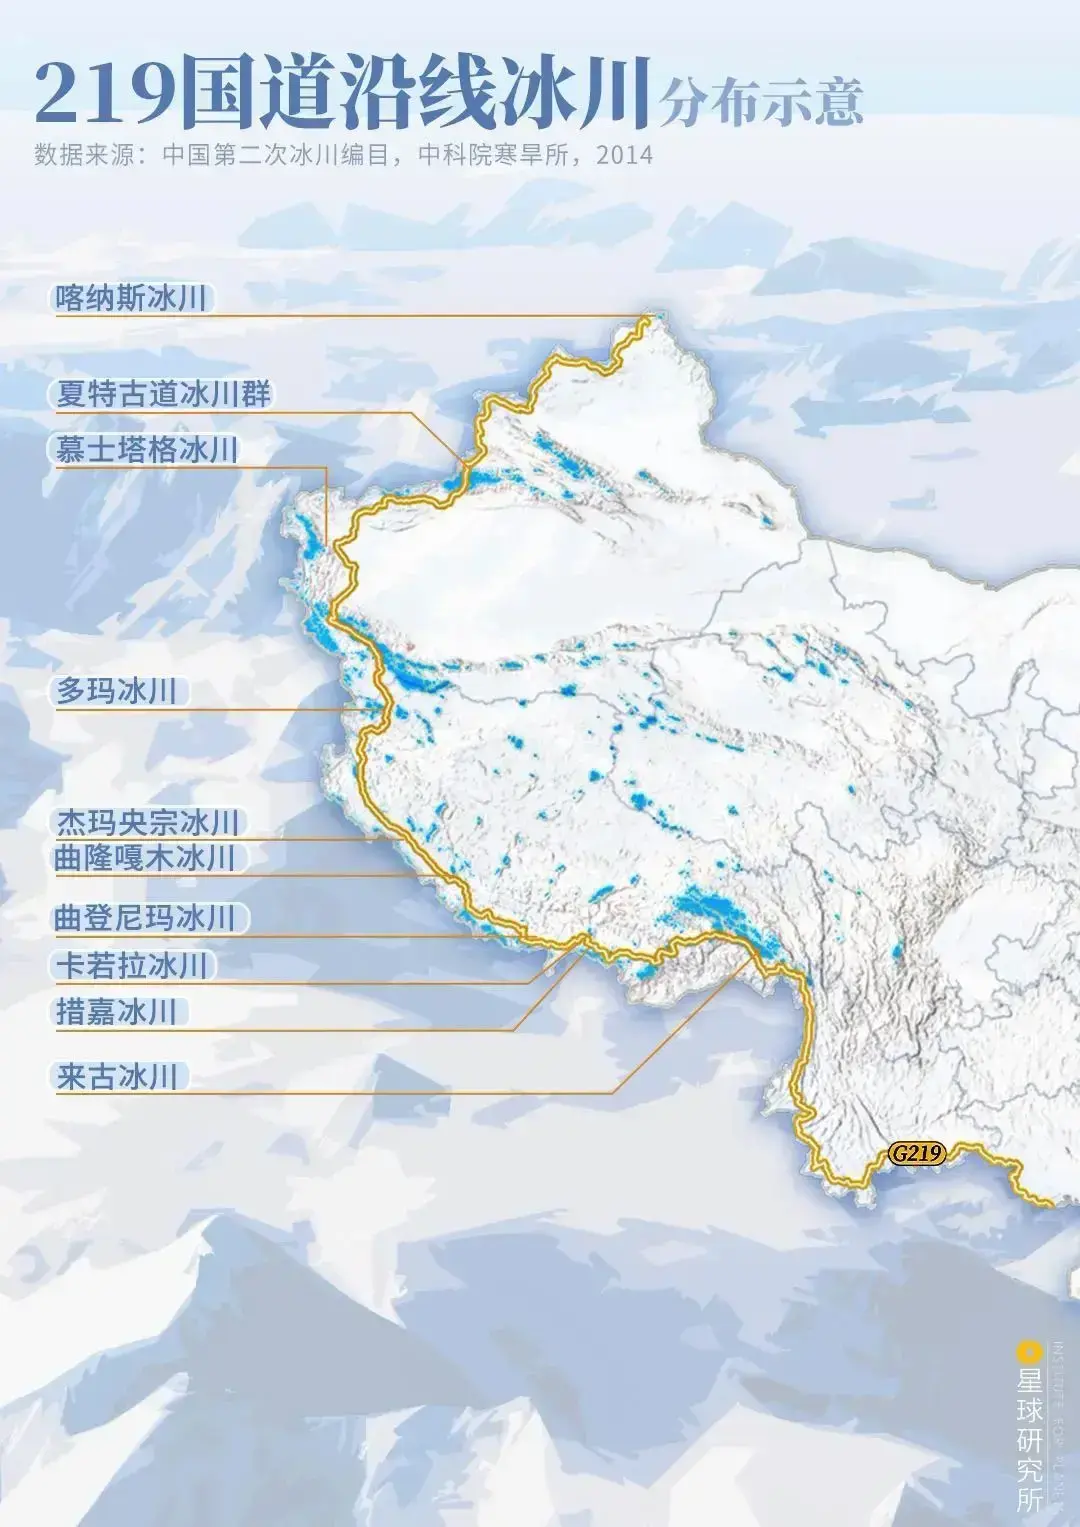 219国道沿线冰川分布示意
数据来源：中国第二次冰川编目，中科院寒旱所，2014
喀纳斯冰川
夏特古道冰川群
慕士塔格冰川
多玛冰川
杰玛央宗冰川
曲隆嘎木冰川
曲登尼玛冰川
卡若拉冰川
措嘉冰川
来古冰川
G219
星球研究所
INSTITUTE FOR PLANET